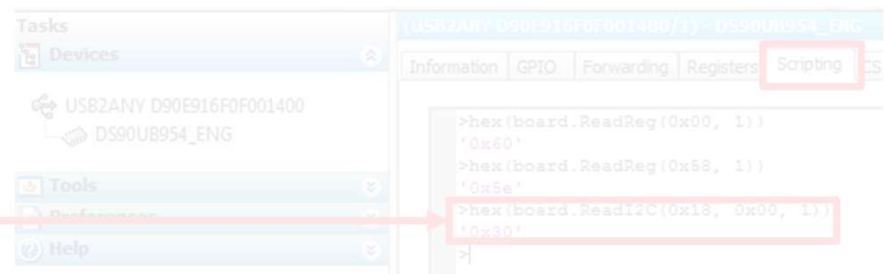 Tasks
Devices
USB2ANY D90E916F0F001400
DS90UB954_ENG
Tools
Preferences
Help
(USB2ANY D90E916F0F001400/1) - DS90UB954_ENG
Information GPIO Forwarding Registers Scripting
>hex(board.ReadReg(0x00, 1))
'0x60'
>hex(board.ReadReg(0x58, 1))
'0x5e'
>hex(board.ReadI2C(0x18, 0x00, 1))
'0x30'
>